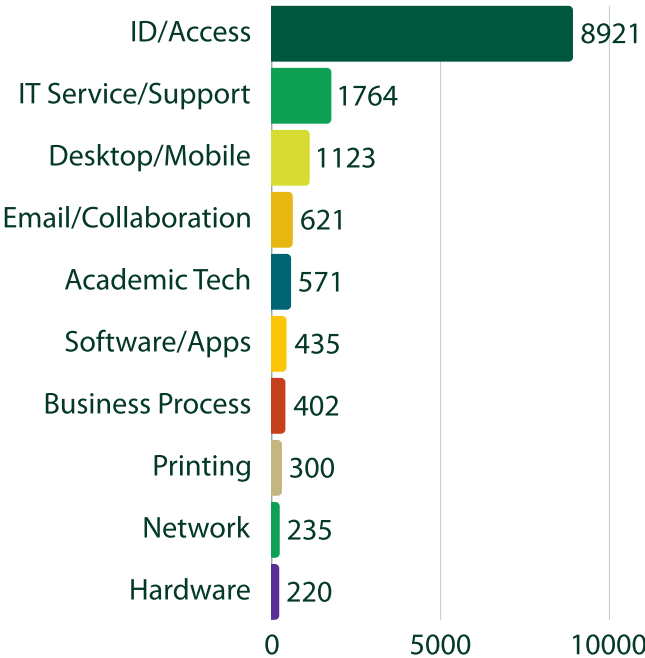 ID/Access 8921
IT Service/Support 1764
Desktop/Mobile 1123
Email/Collaboration 621
Academic Tech 571
Software/Apps 435
Business Process 402
Printing 300
Network 235
Hardware 220
0 5000 10000